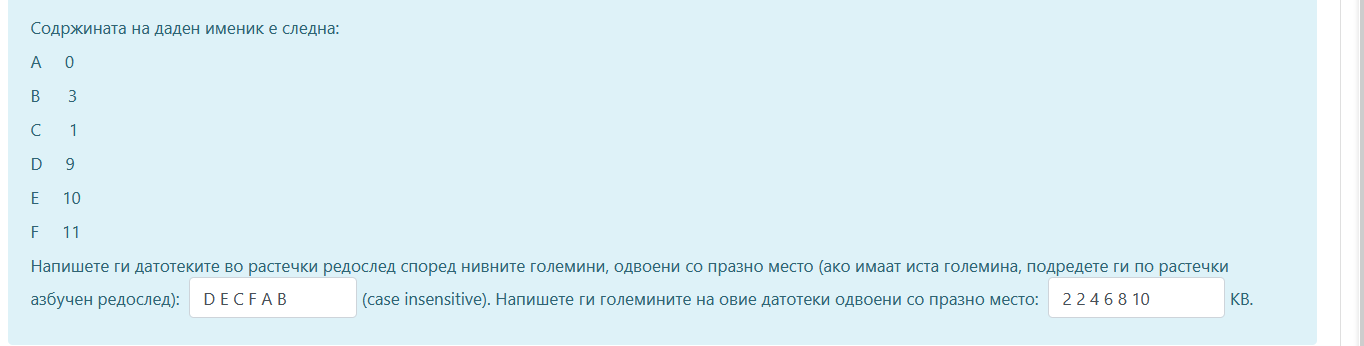 Содржината на даден именик е следна:
A 0
B 3
C 1
D 9
E 10
F 11
Напишете ги датотеките во растечки редослед според нивните големини, одвоени со празно место (ако имаат иста големина, подредете ги по растечки
азбучен редослед): D E C F A B (case insensitive). Напишете ги големините на овие датотеки одвоени со празно место: 2 2 4 6 8 10 KB.